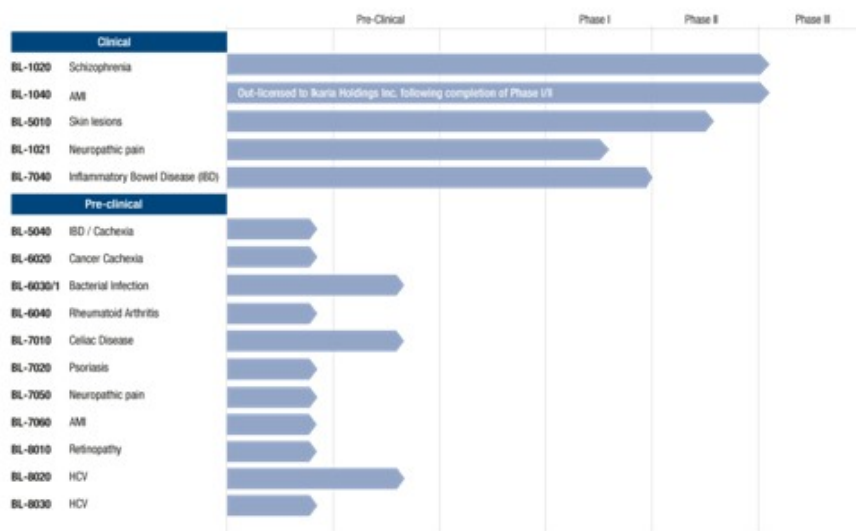 Pre-Clinical Phase I Phase II Phase III
Clinical
BL-1020 Schizophrenia
BL-1040 AMI Out-licensed to Ikaria Holdings Inc. following completion of Phase I/II
BL-5010 Skin lesions
BL-1021 Neuropathic pain
BL-7040 Inflammatory Bowel Disease (IBD)
Pre-clinical
BL-5040 IBD / Cachexia
BL-6020 Cancer Cachexia
BL-6030/1 Bacterial Infection
BL-6040 Rheumatoid Arthritis
BL-7010 Celiac Disease
BL-7020 Psoriasis
BL-7050 Neuropathic pain
BL-7060 AMI
BL-8010 Retinopathy
BL-8020 HCV
BL-8030 HCV